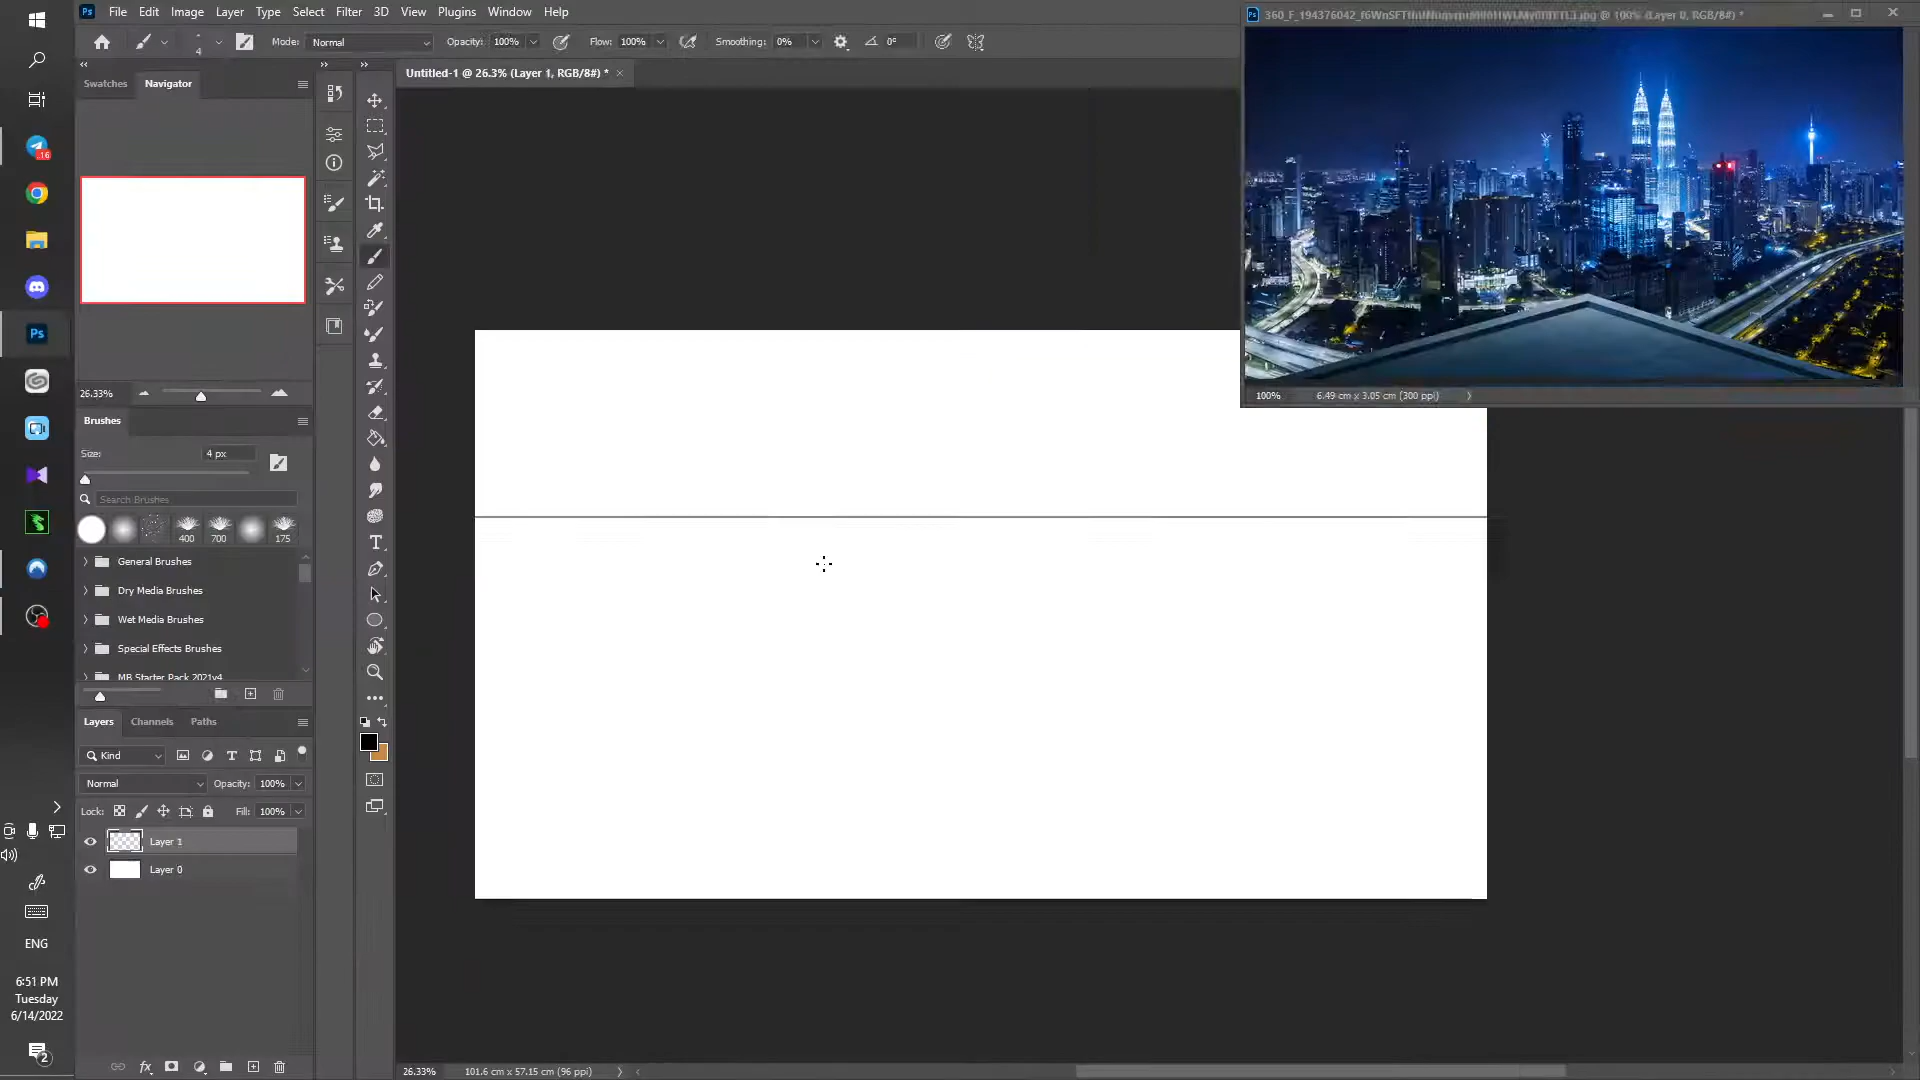 File Edit Image Layer Type Select Filter 3D View Plugins Window Help
4 Mode: Normal Opacity: 100% Flow: 100% Smoothing: 0% 0°
Swatches Navigator
Untitled-1 @ 26.3% (Layer 1, RGB/8#) *
.jpg @ 100% (Layer 0, RGB/8#) *
100% 6.49 cm x 3.05 cm (300 ppi)
16
26.33%
Brushes
Size: 4 px
Search Brushes
400 700 175
General Brushes
Dry Media Brushes
Wet Media Brushes
Special Effects Brushes
MB Starter Pack 2021v4
Layers Channels Paths
Kind
Normal Opacity: 100%
Lock: Fill: 100%
Layer 1
Layer 0
ENG
6:51 PM
Tuesday
6/14/2022
2
26.33% 101.6 cm x 57.15 cm (96 ppi)